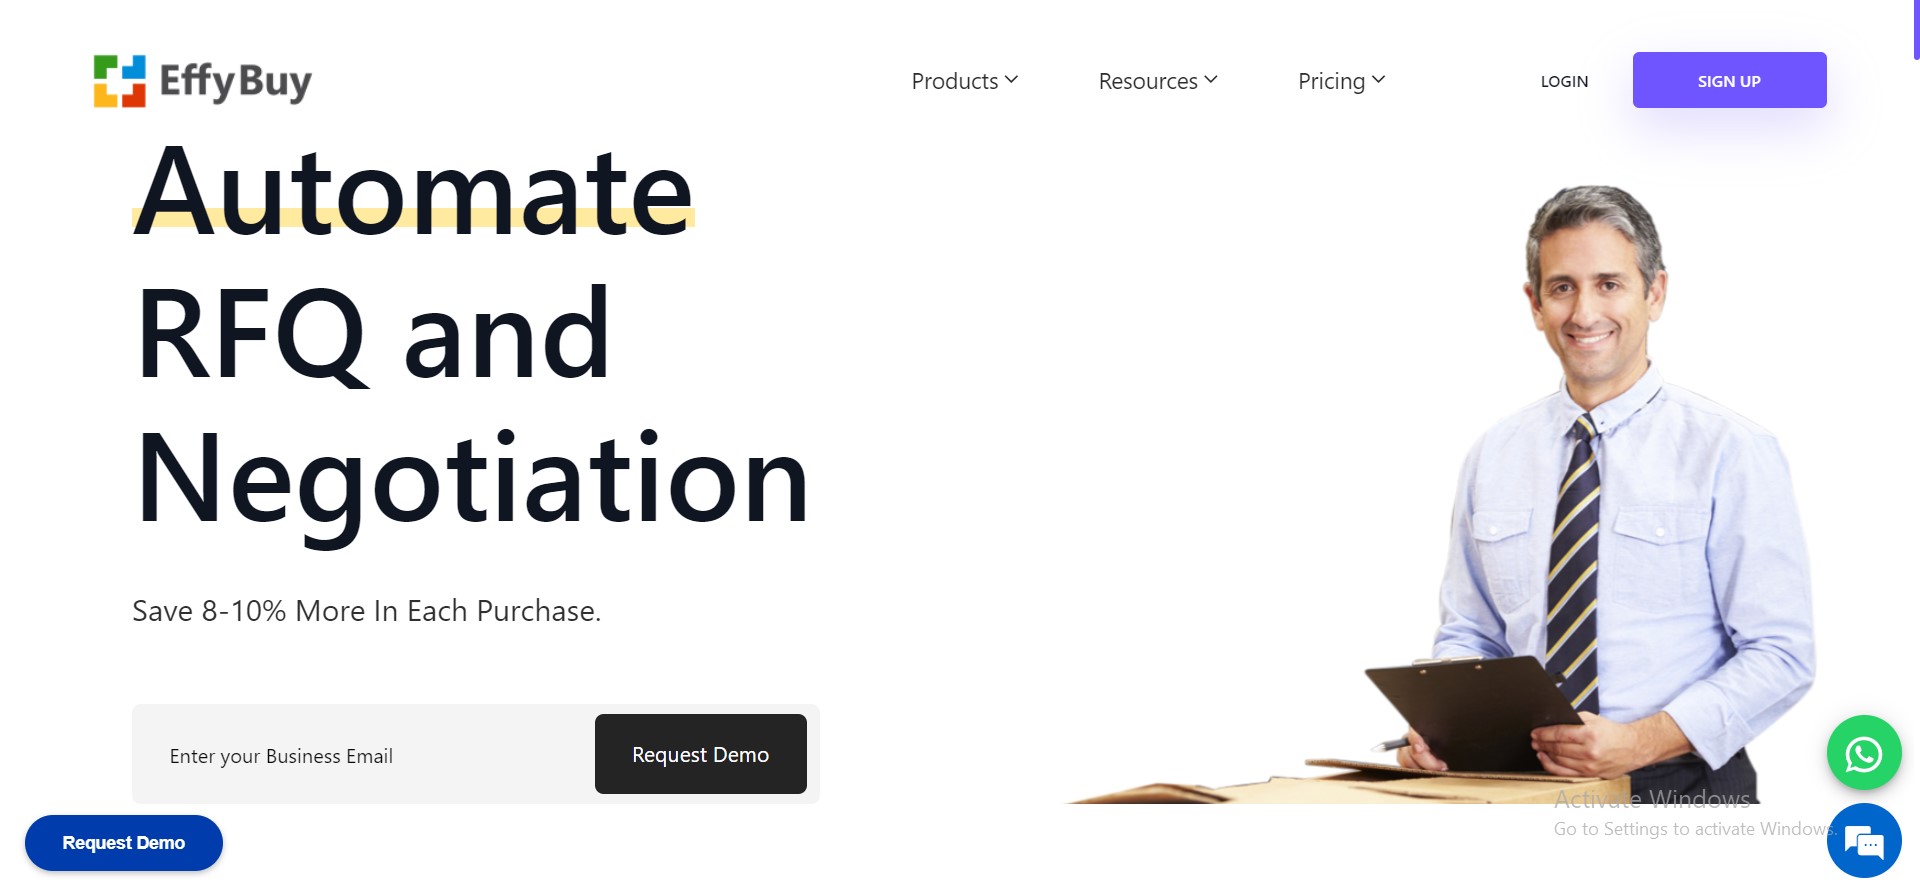 EffyBuy
Products
Resources
Pricing
LOGIN
SIGN UP
Automate
RFQ and
Negotiation
Save 8-10% More In Each Purchase.
Enter your Business Email
Request Demo
Activate Windows
Go to Settings to activate Windows.
Request Demo